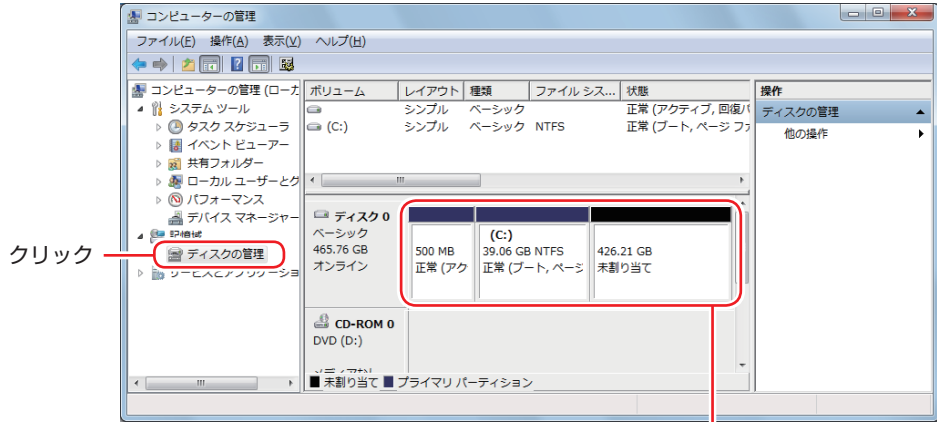 コンピューターの管理
ファイル(F) 操作(A) 表示(V) ヘルプ(H)
コンピューターの管理 (ローカ
システム ツール
タスク スケジューラ
イベント ビューアー
共有フォルダー
ローカル ユーザーとグ
パフォーマンス
デバイス マネージャー
記憶域
ディスクの管理
サービスとアプリケーショ
クリック
ボリューム レイアウト 種類 ファイル シス... 状態
シンプル ベーシック 正常 (アクティブ, 回復パ
(C:) シンプル ベーシック NTFS 正常 (ブート, ページ ファ
ディスク 0
ベーシック
465.76 GB
オンライン
500 MB
正常 (アク
(C:)
39.06 GB NTFS
正常 (ブート, ページ
426.21 GB
未割り当て
CD-ROM 0
DVD (D:)
未割り当て プライマリ パーティション
操作
ディスクの管理
他の操作